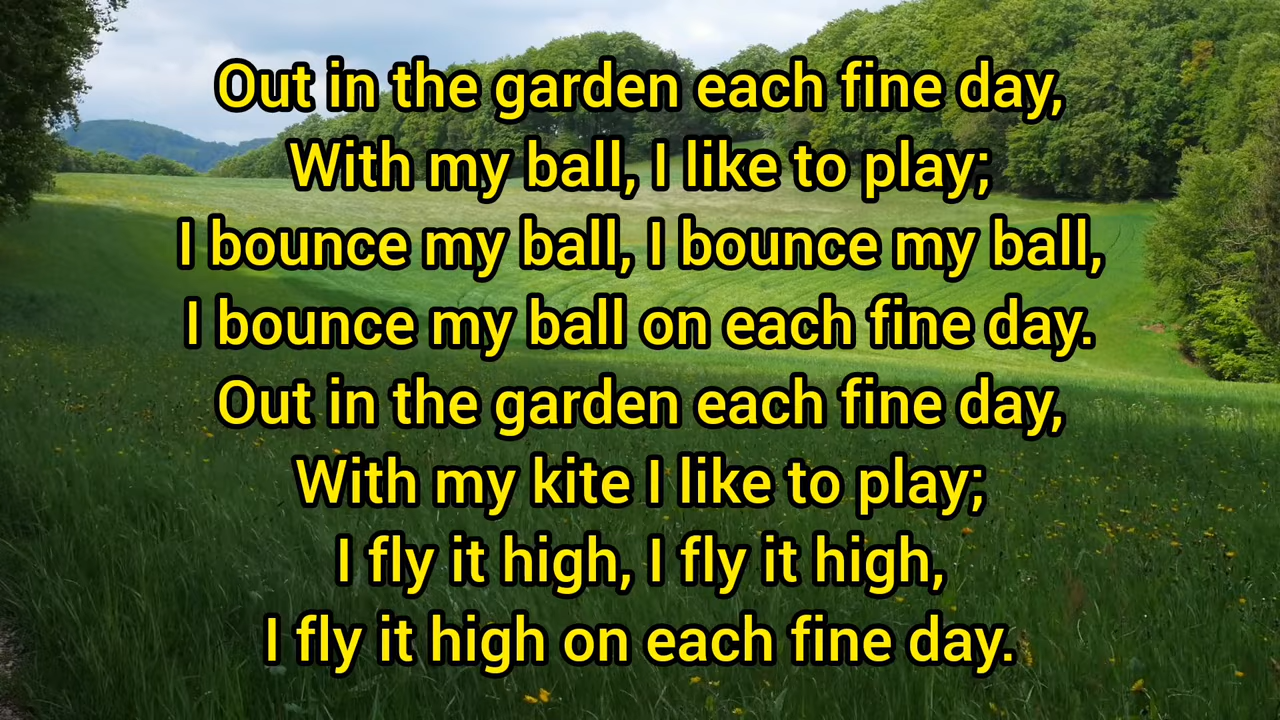 Out in the garden each fine day,
With my ball, I like to play;
I bounce my ball, I bounce my ball,
I bounce my ball on each fine day.
Out in the garden each fine day,
With my kite I like to play;
I fly it high, I fly it high,
I fly it high on each fine day.